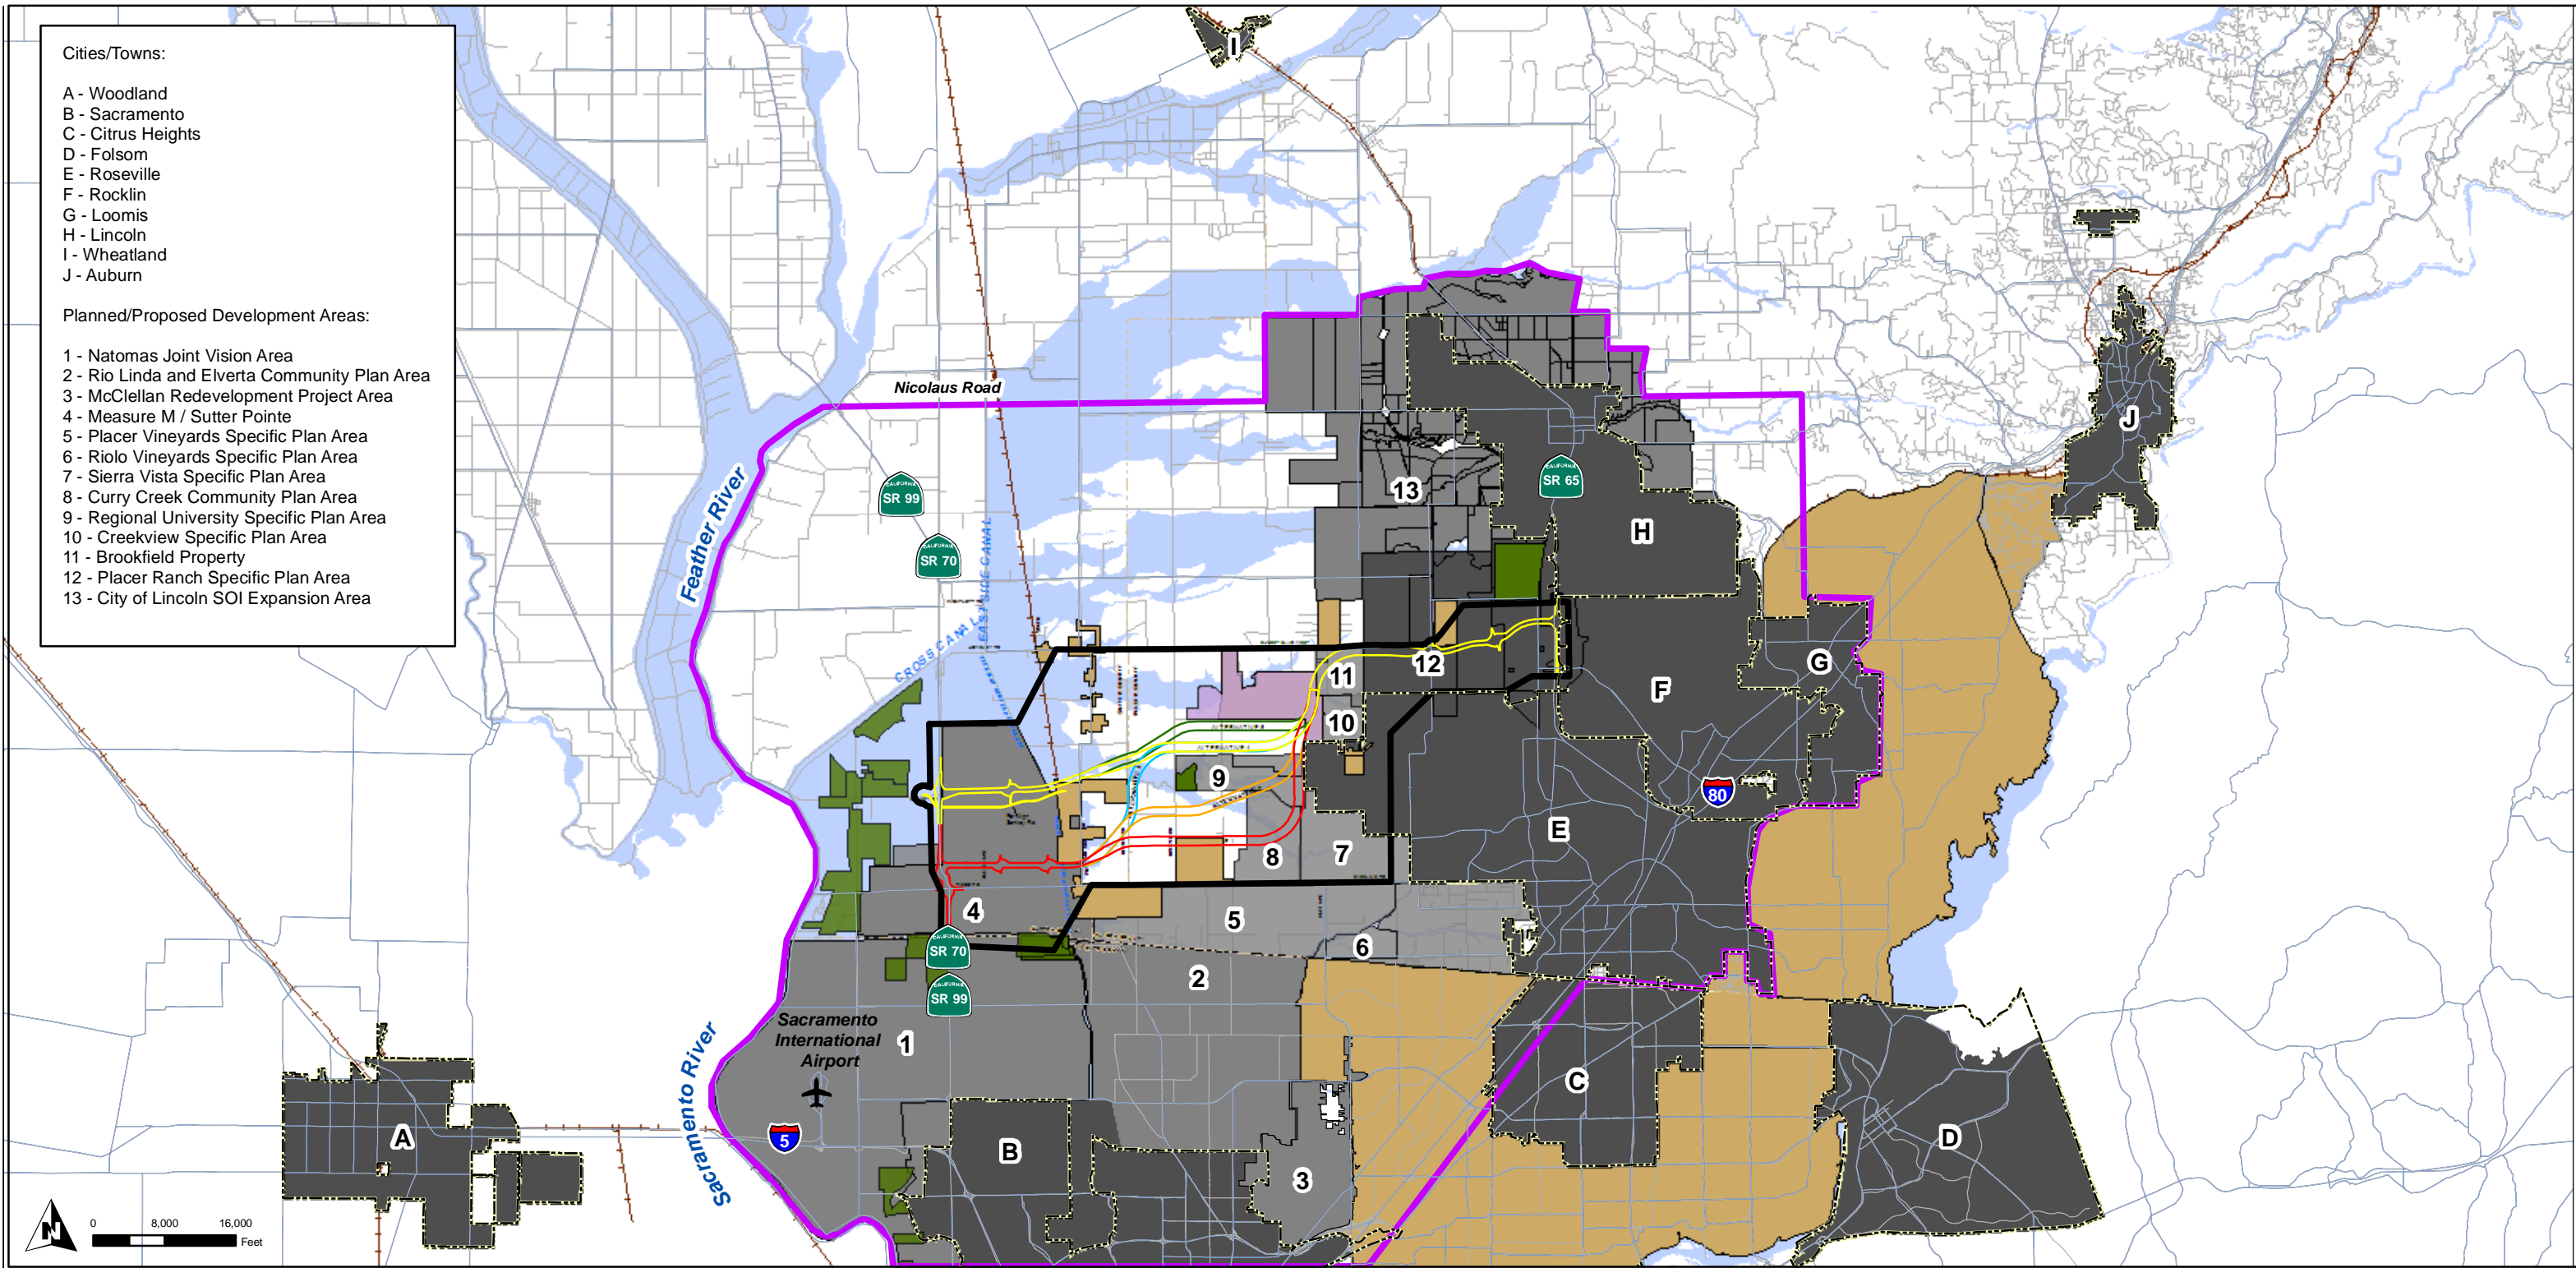 Cities/Towns:
A - Woodland
B - Sacramento
C - Citrus Heights
D - Folsom
E - Roseville
F - Rocklin
G - Loomis
H - Lincoln
I - Wheatland
J - Auburn
Planned/Proposed Development Areas:
1 - Natomas Joint Vision Area
2 - Rio Linda and Elverta Community Plan Area
3 - McClellan Redevelopment Project Area
4 - Measure M / Sutter Pointe
5 - Placer Vineyards Specific Plan Area
6 - Riolo Vineyards Specific Plan Area
7 - Sierra Vista Specific Plan Area
8 - Curry Creek Community Plan Area
9 - Regional University Specific Plan Area
10 - Creekview Specific Plan Area
11 - Brookfield Property
12 - Placer Ranch Specific Plan Area
13 - City of Lincoln SOI Expansion Area
I
Nicolaus Road
J
CALIFORNIA
SR 65
13
CALIFORNIA
SR 99
H
Feather River
CALIFORNIA
SR 70
EAST SIDE CANAL
CROSS CANAL
11
12
G
F
10
9
80
E
8
7
4
5
6
CALIFORNIA
SR 70
2
CALIFORNIA
SR 99
Sacramento
International
Airport
1
Sacramento River
C
A
5
B
D
3
N
0 8,000 16,000
Feet